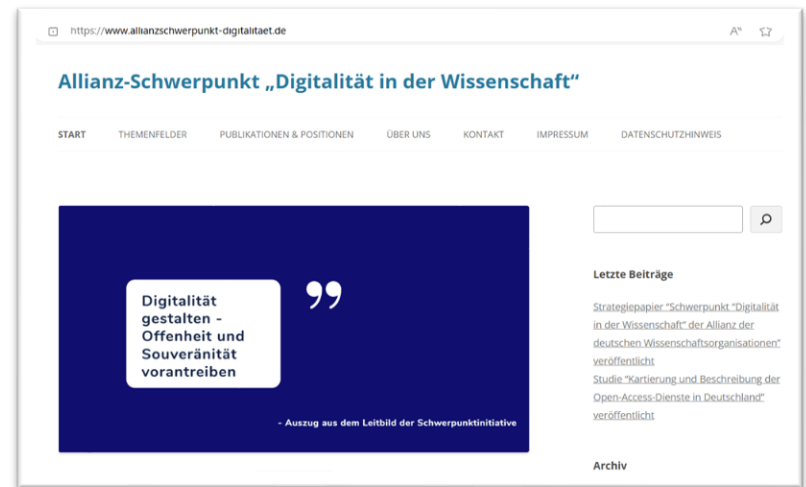 https://www.allianzschwerpunkt-digitalitaet.de
Allianz-Schwerpunkt „Digitalität in der Wissenschaft“
START THEMENFELDER PUBLIKATIONEN & POSITIONEN ÜBER UNS KONTAKT IMPRESSUM DATENSCHUTZHINWEIS
Digitalität
gestalten -
Offenheit und
Souveränität
vorantreiben
”
- Auszug aus dem Leitbild der Schwerpunktinitiative
Letzte Beiträge
Strategiepapier “Schwerpunkt “Digitalität
in der Wissenschaft” der Allianz der
deutschen Wissenschaftsorganisationen”
veröffentlicht
Studie “Kartierung und Beschreibung der
Open-Access-Dienste in Deutschland”
veröffentlicht
Archiv